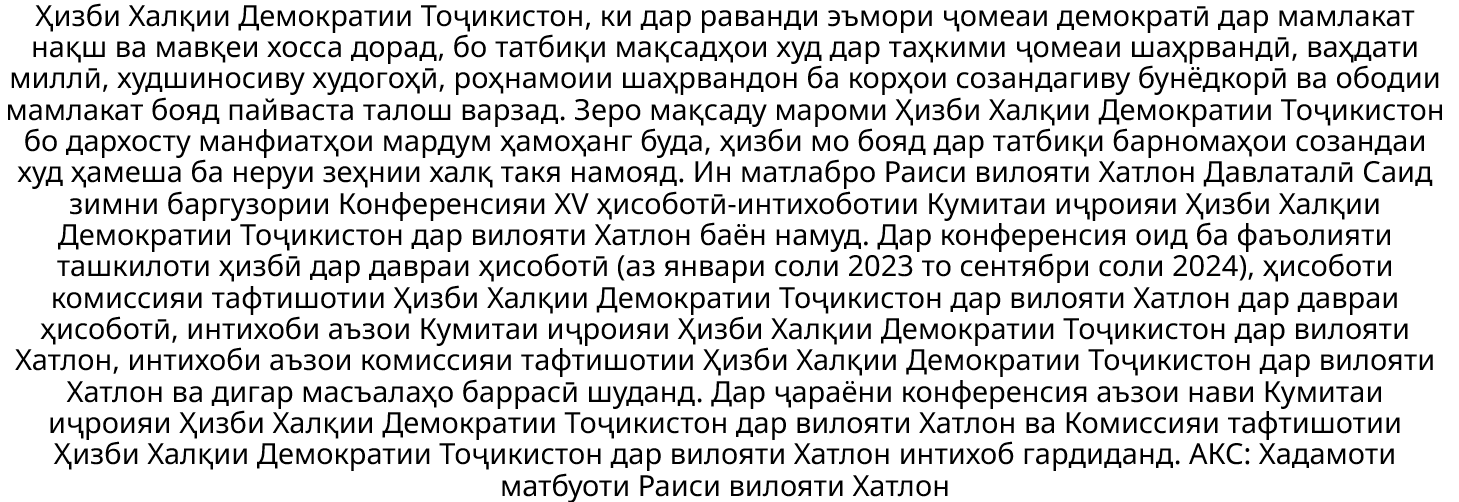 Ҳизби Халқии Демократии Тоҷикистон, ки дар раванди эъмори ҷомеаи демократӣ дар мамлакат
нақш ва мавқеи хосса дорад, бо татбиқи мақсадҳои худ дар таҳкими ҷомеаи шаҳрвандӣ, ваҳдати
миллӣ, худшиносиву худогоҳӣ, роҳнамоии шаҳрвандон ба корҳои созандагиву бунёдкорӣ ва ободии
мамлакат бояд пайваста талош варзад. Зеро мақсаду мароми Ҳизби Халқии Демократии Тоҷикистон
бо дархосту манфиатҳои мардум ҳамоҳанг буда, ҳизби мо бояд дар татбиқи барномаҳои созандаи
худ ҳамеша ба неруи зеҳнии халқ такя намояд. Ин матлабро Раиси вилояти Хатлон Давлаталӣ Саид
зимни баргузории Конференсияи XV ҳисоботӣ-интихоботии Кумитаи иҷроияи Ҳизби Халқии
Демократии Тоҷикистон дар вилояти Хатлон баён намуд. Дар конференсия оид ба фаъолияти
ташкилоти ҳизбӣ дар давраи ҳисоботӣ (аз январи соли 2023 то сентябри соли 2024), ҳисоботи
комиссияи тафтишотии Ҳизби Халқии Демократии Тоҷикистон дар вилояти Хатлон дар давраи
ҳисоботӣ, интихоби аъзои Кумитаи иҷроияи Ҳизби Халқии Демократии Тоҷикистон дар вилояти
Хатлон, интихоби аъзои комиссияи тафтишотии Ҳизби Халқии Демократии Тоҷикистон дар вилояти
Хатлон ва дигар масъалаҳо баррасӣ шуданд. Дар ҷараёни конференсия аъзои нави Кумитаи
иҷроияи Ҳизби Халқии Демократии Тоҷикистон дар вилояти Хатлон ва Комиссияи тафтишотии
Ҳизби Халқии Демократии Тоҷикистон дар вилояти Хатлон интихоб гардиданд. АКС: Хадамоти
матбуоти Раиси вилояти Хатлон